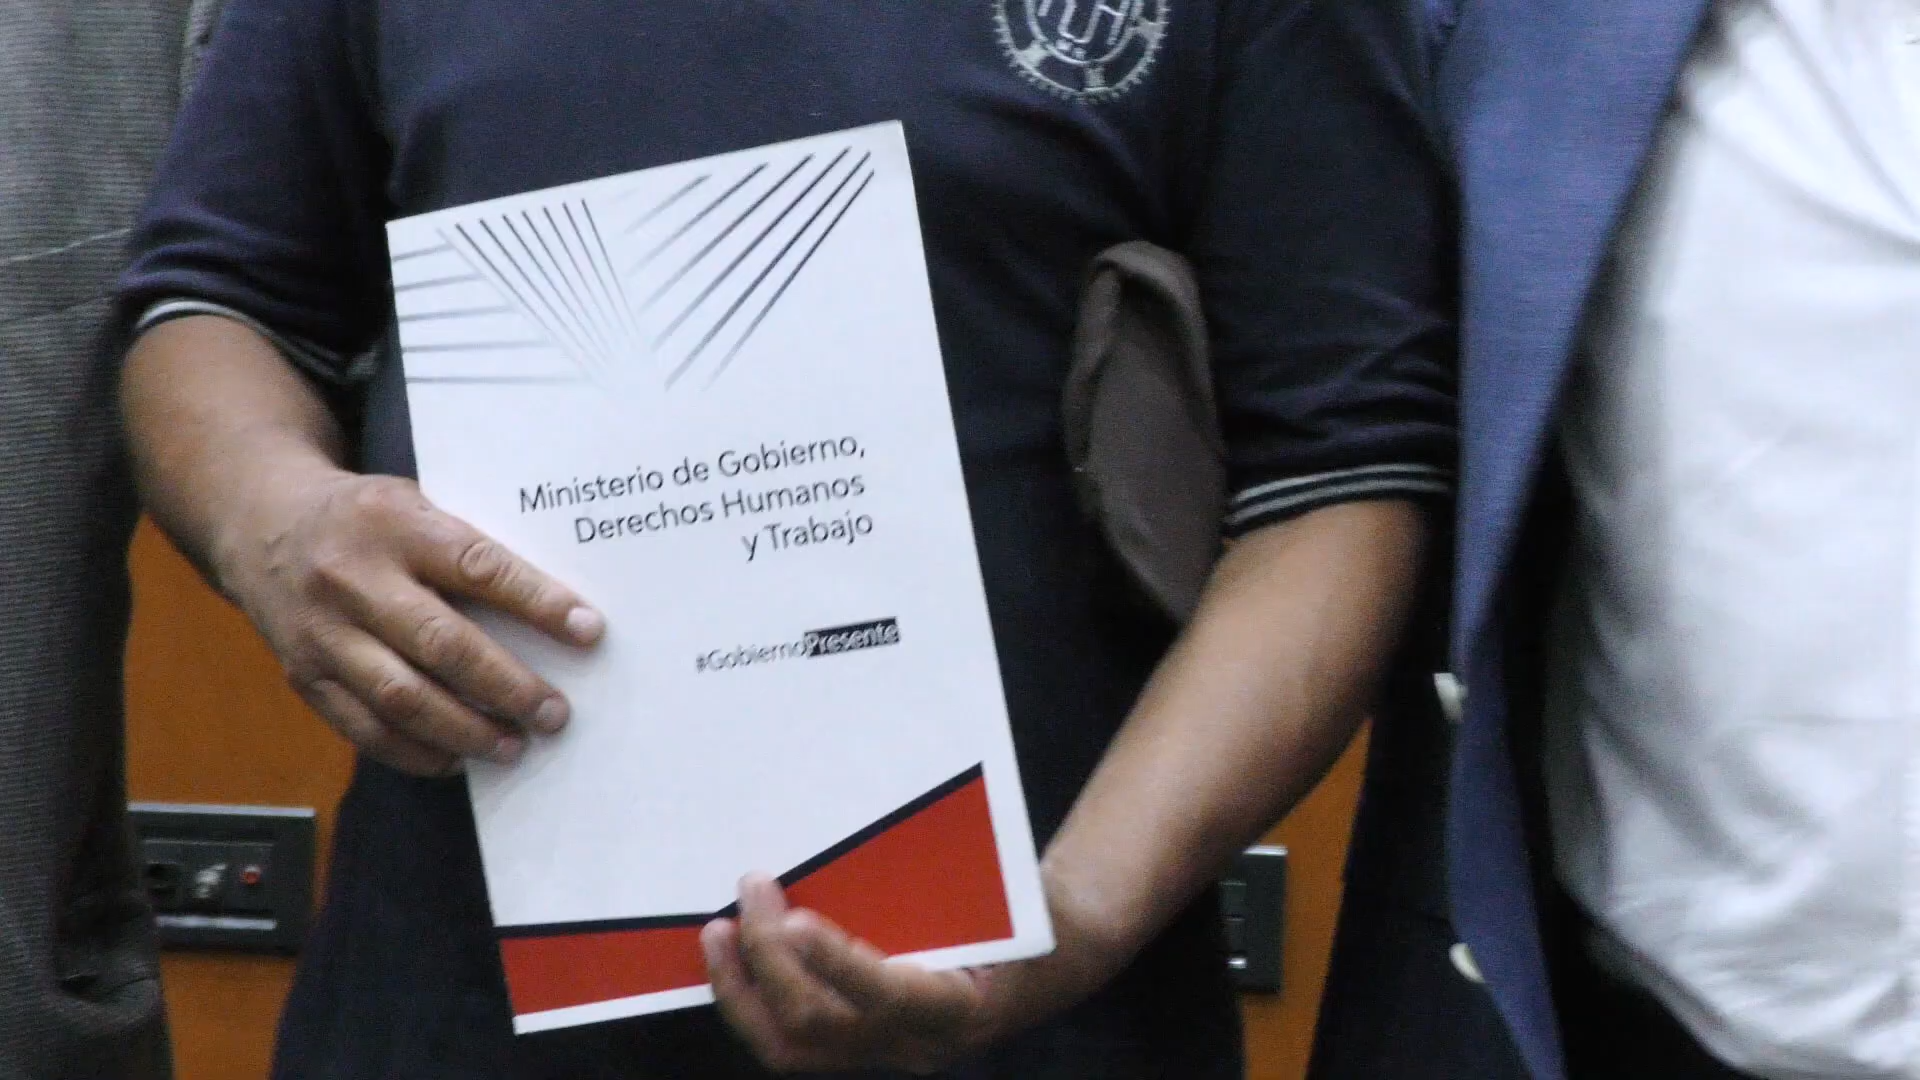 Ministerio de Gobierno,
Derechos Humanos
y Trabajo
#GobiernoPresente